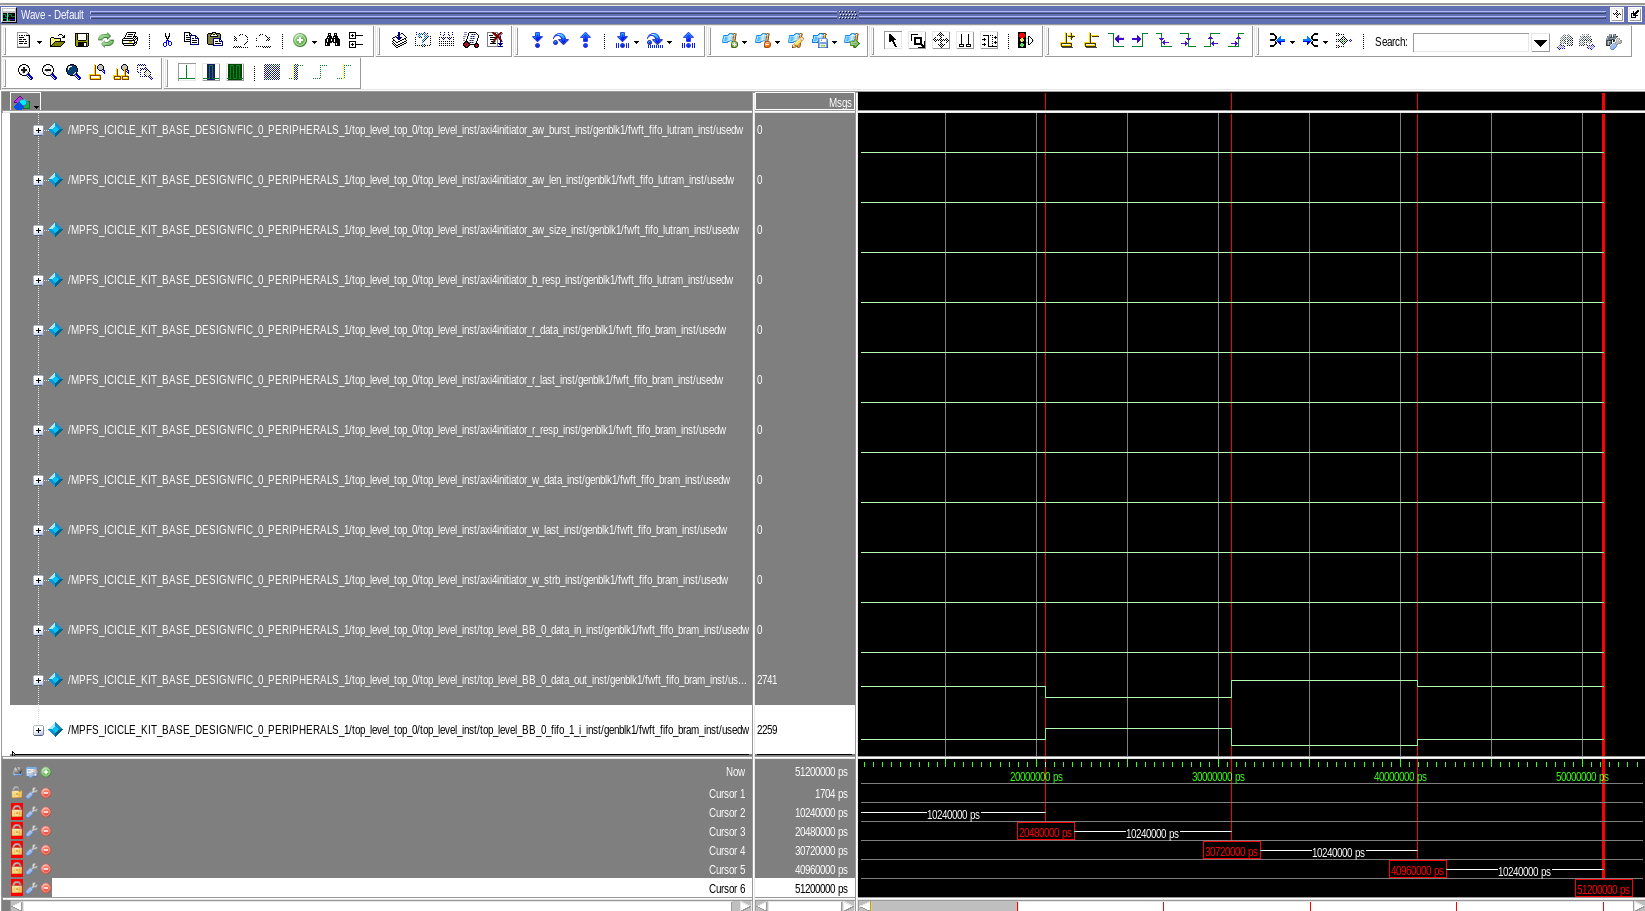 Wave - Default
Search:
Msgs
/MPFS_ICICLE_KIT_BASE_DESIGN/FIC_0_PERIPHERALS_1/top_level_top_0/top_level_inst/axi4initiator_aw_burst_inst/genblk1/fwft_fifo_lutram_inst/usedw 0
/MPFS_ICICLE_KIT_BASE_DESIGN/FIC_0_PERIPHERALS_1/top_level_top_0/top_level_inst/axi4initiator_aw_len_inst/genblk1/fwft_fifo_lutram_inst/usedw 0
/MPFS_ICICLE_KIT_BASE_DESIGN/FIC_0_PERIPHERALS_1/top_level_top_0/top_level_inst/axi4initiator_aw_size_inst/genblk1/fwft_fifo_lutram_inst/usedw 0
/MPFS_ICICLE_KIT_BASE_DESIGN/FIC_0_PERIPHERALS_1/top_level_top_0/top_level_inst/axi4initiator_b_resp_inst/genblk1/fwft_fifo_lutram_inst/usedw 0
/MPFS_ICICLE_KIT_BASE_DESIGN/FIC_0_PERIPHERALS_1/top_level_top_0/top_level_inst/axi4initiator_r_data_inst/genblk1/fwft_fifo_bram_inst/usedw 0
/MPFS_ICICLE_KIT_BASE_DESIGN/FIC_0_PERIPHERALS_1/top_level_top_0/top_level_inst/axi4initiator_r_last_inst/genblk1/fwft_fifo_bram_inst/usedw 0
/MPFS_ICICLE_KIT_BASE_DESIGN/FIC_0_PERIPHERALS_1/top_level_top_0/top_level_inst/axi4initiator_r_resp_inst/genblk1/fwft_fifo_bram_inst/usedw 0
/MPFS_ICICLE_KIT_BASE_DESIGN/FIC_0_PERIPHERALS_1/top_level_top_0/top_level_inst/axi4initiator_w_data_inst/genblk1/fwft_fifo_bram_inst/usedw 0
/MPFS_ICICLE_KIT_BASE_DESIGN/FIC_0_PERIPHERALS_1/top_level_top_0/top_level_inst/axi4initiator_w_last_inst/genblk1/fwft_fifo_bram_inst/usedw 0
/MPFS_ICICLE_KIT_BASE_DESIGN/FIC_0_PERIPHERALS_1/top_level_top_0/top_level_inst/axi4initiator_w_strb_inst/genblk1/fwft_fifo_bram_inst/usedw 0
/MPFS_ICICLE_KIT_BASE_DESIGN/FIC_0_PERIPHERALS_1/top_level_top_0/top_level_inst/top_level_BB_0_data_in_inst/genblk1/fwft_fifo_bram_inst/usedw 0
/MPFS_ICICLE_KIT_BASE_DESIGN/FIC_0_PERIPHERALS_1/top_level_top_0/top_level_inst/top_level_BB_0_data_out_inst/genblk1/fwft_fifo_bram_inst/us... 2741
/MPFS_ICICLE_KIT_BASE_DESIGN/FIC_0_PERIPHERALS_1/top_level_top_0/top_level_inst/top_level_BB_0_fifo_1_i_inst/genblk1/fwft_fifo_bram_inst/usedw 2259
Now 51200000 ps 20000000 ps 30000000 ps 40000000 ps 50000000 ps
Cursor 1 1704 ps
Cursor 2 10240000 ps 10240000 ps
Cursor 3 20480000 ps 20480000 ps 10240000 ps
Cursor 4 30720000 ps 30720000 ps 10240000 ps
Cursor 5 40960000 ps 40960000 ps 10240000 ps
Cursor 6 51200000 ps 51200000 ps